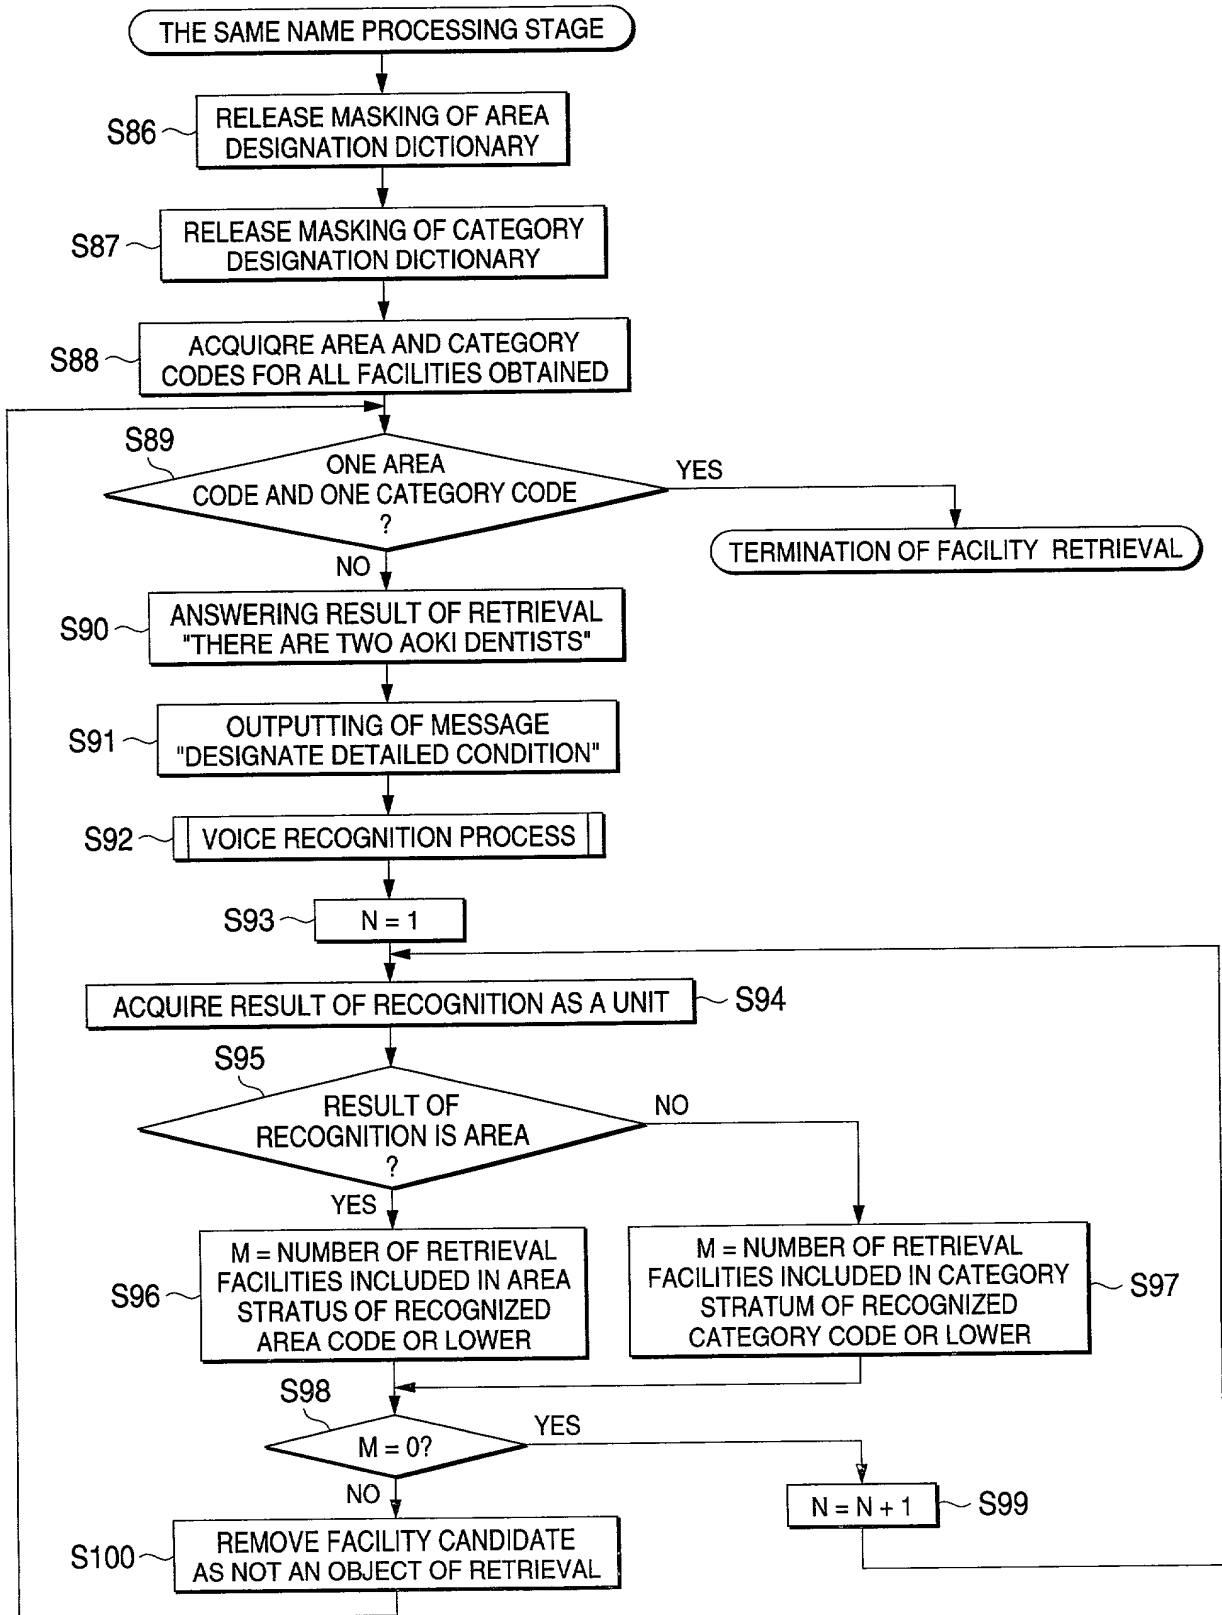 THE SAME NAME PROCESSING STAGE
S86
RELEASE MASKING OF AREA
DESIGNATION DICTIONARY
S87
RELEASE MASKING OF CATEGORY
DESIGNATION DICTIONARY
S88
ACQUIQRE AREA AND CATEGORY
CODES FOR ALL FACILITIES OBTAINED
S89
ONE AREA
CODE AND ONE CATEGORY CODE
?
YES
TERMINATION OF FACILITY RETRIEVAL
NO
S90
ANSWERING RESULT OF RETRIEVAL
"THERE ARE TWO AOKI DENTISTS"
S91
OUTPUTTING OF MESSAGE
"DESIGNATE DETAILED CONDITION"
S92
VOICE RECOGNITION PROCESS
S93
N = 1
ACQUIRE RESULT OF RECOGNITION AS A UNIT
S94
S95
RESULT OF
RECOGNITION IS AREA
?
NO
YES
S96
M = NUMBER OF RETRIEVAL
FACILITIES INCLUDED IN AREA
STRATUS OF RECOGNIZED
AREA CODE OR LOWER
M = NUMBER OF RETRIEVAL
FACILITIES INCLUDED IN CATEGORY
STRATUM OF RECOGNIZED
CATEGORY CODE OR LOWER
S97
S98
M = 0?
YES
NO
N = N + 1
S99
S100
REMOVE FACILITY CANDIDATE
AS NOT AN OBJECT OF RETRIEVAL